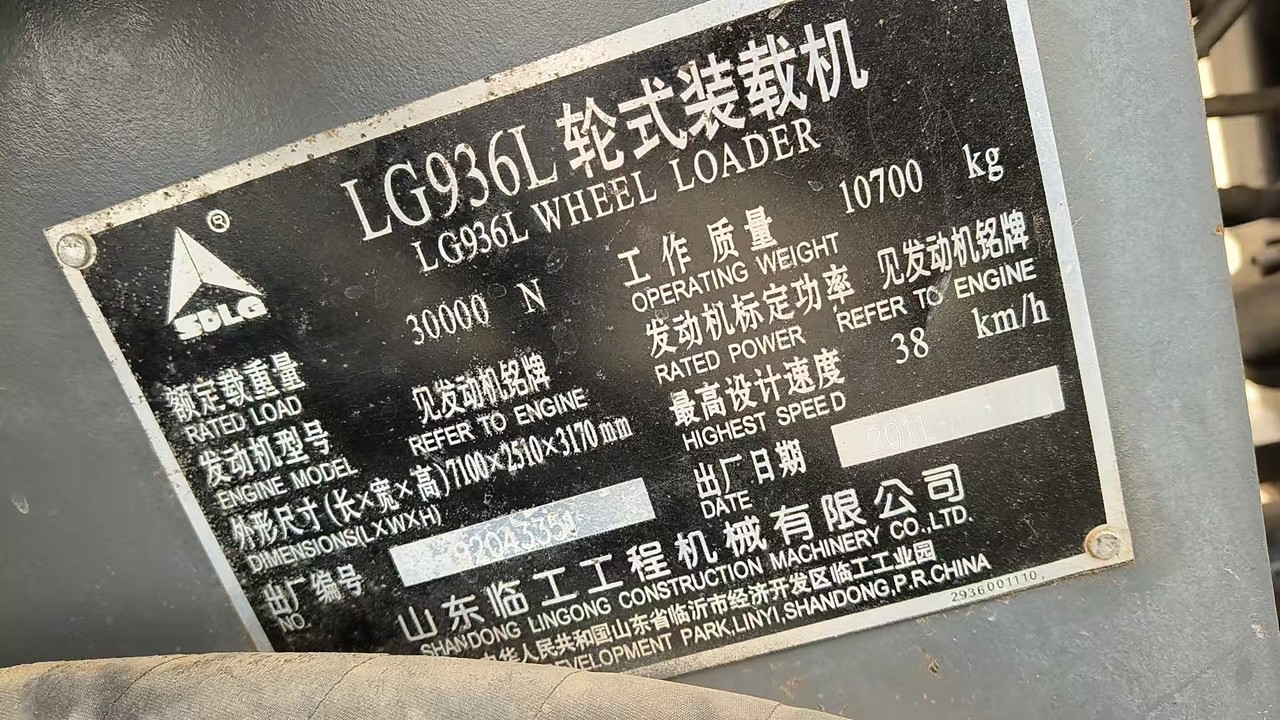 LG936L 轮式装载机
LG936L WHEEL LOADER
®
SDLG
额定载重量 30000 N
RATED LOAD
工作质量 10700 kg
OPERATING WEIGHT
发动机型号 见发动机铭牌
ENGINE MODEL REFER TO ENGINE
发动机标定功率 见发动机铭牌
RATED POWER REFER TO ENGINE
外形尺寸(长×宽×高)7100×2510×3170mm
DIMENSIONS(LXWXH)
最高设计速度 38 km/h
HIGHEST SPEED
出厂编号
NO.
出厂日期 2011
DATE
山东临工工程机械有限公司
SHANDONG LINGONG CONSTRUCTION MACHINERY CO.,LTD.
中华人民共和国山东省临沂市经济开发区临工工业园
DEVELOPMENT PARK,LINYI,SHANDONG,P.R.CHINA
2936001110